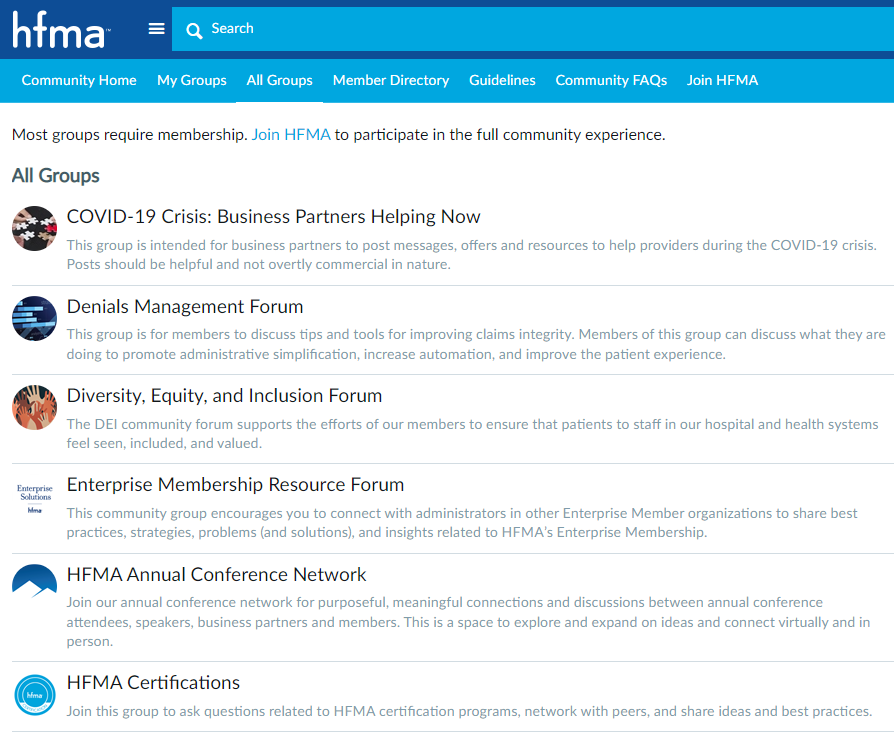 hfma™
Search
Community Home My Groups All Groups Member Directory Guidelines Community FAQs Join HFMA
Most groups require membership. Join HFMA to participate in the full community experience.
All Groups
COVID-19 Crisis: Business Partners Helping Now
This group is intended for business partners to post messages, offers and resources to help providers during the COVID-19 crisis.
Posts should be helpful and not overtly commercial in nature.
Denials Management Forum
This group is for members to discuss tips and tools for improving claims integrity. Members of this group can discuss what they are
doing to promote administrative simplification, increase automation, and improve the patient experience.
Diversity, Equity, and Inclusion Forum
The DEI community forum supports the efforts of our members to ensure that patients to staff in our hospital and health systems
feel seen, included, and valued.
Enterprise
Solutions
hfma
Enterprise Membership Resource Forum
This community group encourages you to connect with administrators in other Enterprise Member organizations to share best
practices, strategies, problems (and solutions), and insights related to HFMA's Enterprise Membership.
HFMA Annual Conference Network
Join our annual conference network for purposeful, meaningful connections and discussions between annual conference
attendees, speakers, business partners and members. This is a space to explore and expand on ideas and connect virtually and in
person.
hfma
HFMA Certifications
Join this group to ask questions related to HFMA certification programs, network with peers, and share ideas and best practices.